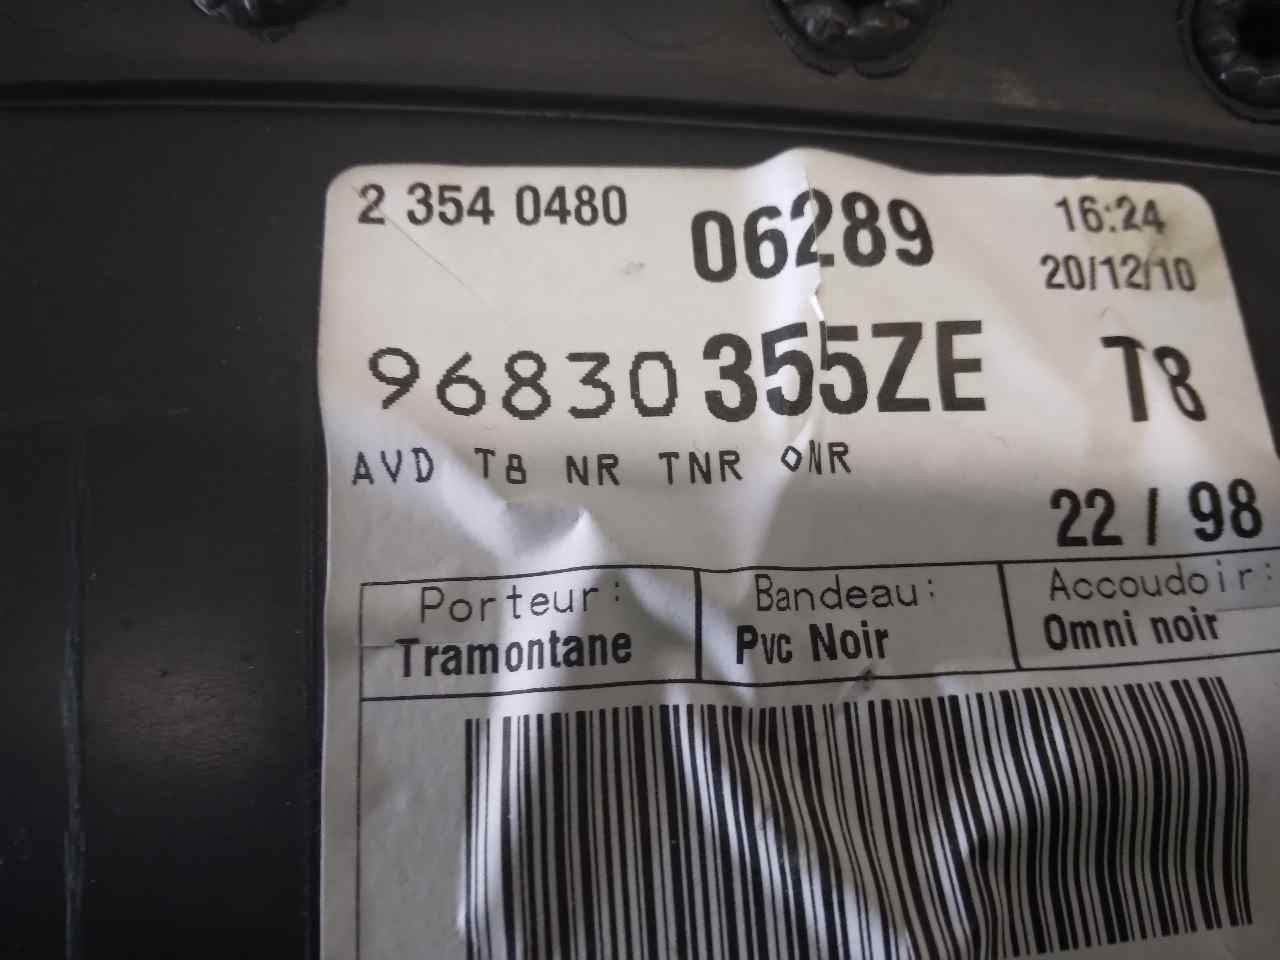 2 354 0480 06289 16:24
20/12/10
96830355ZE T8
AVD T8 NR TNR ONR
22 / 98
Porteur: Bandeau: Accoudoir:
Tramontane Pvc Noir Omni noir